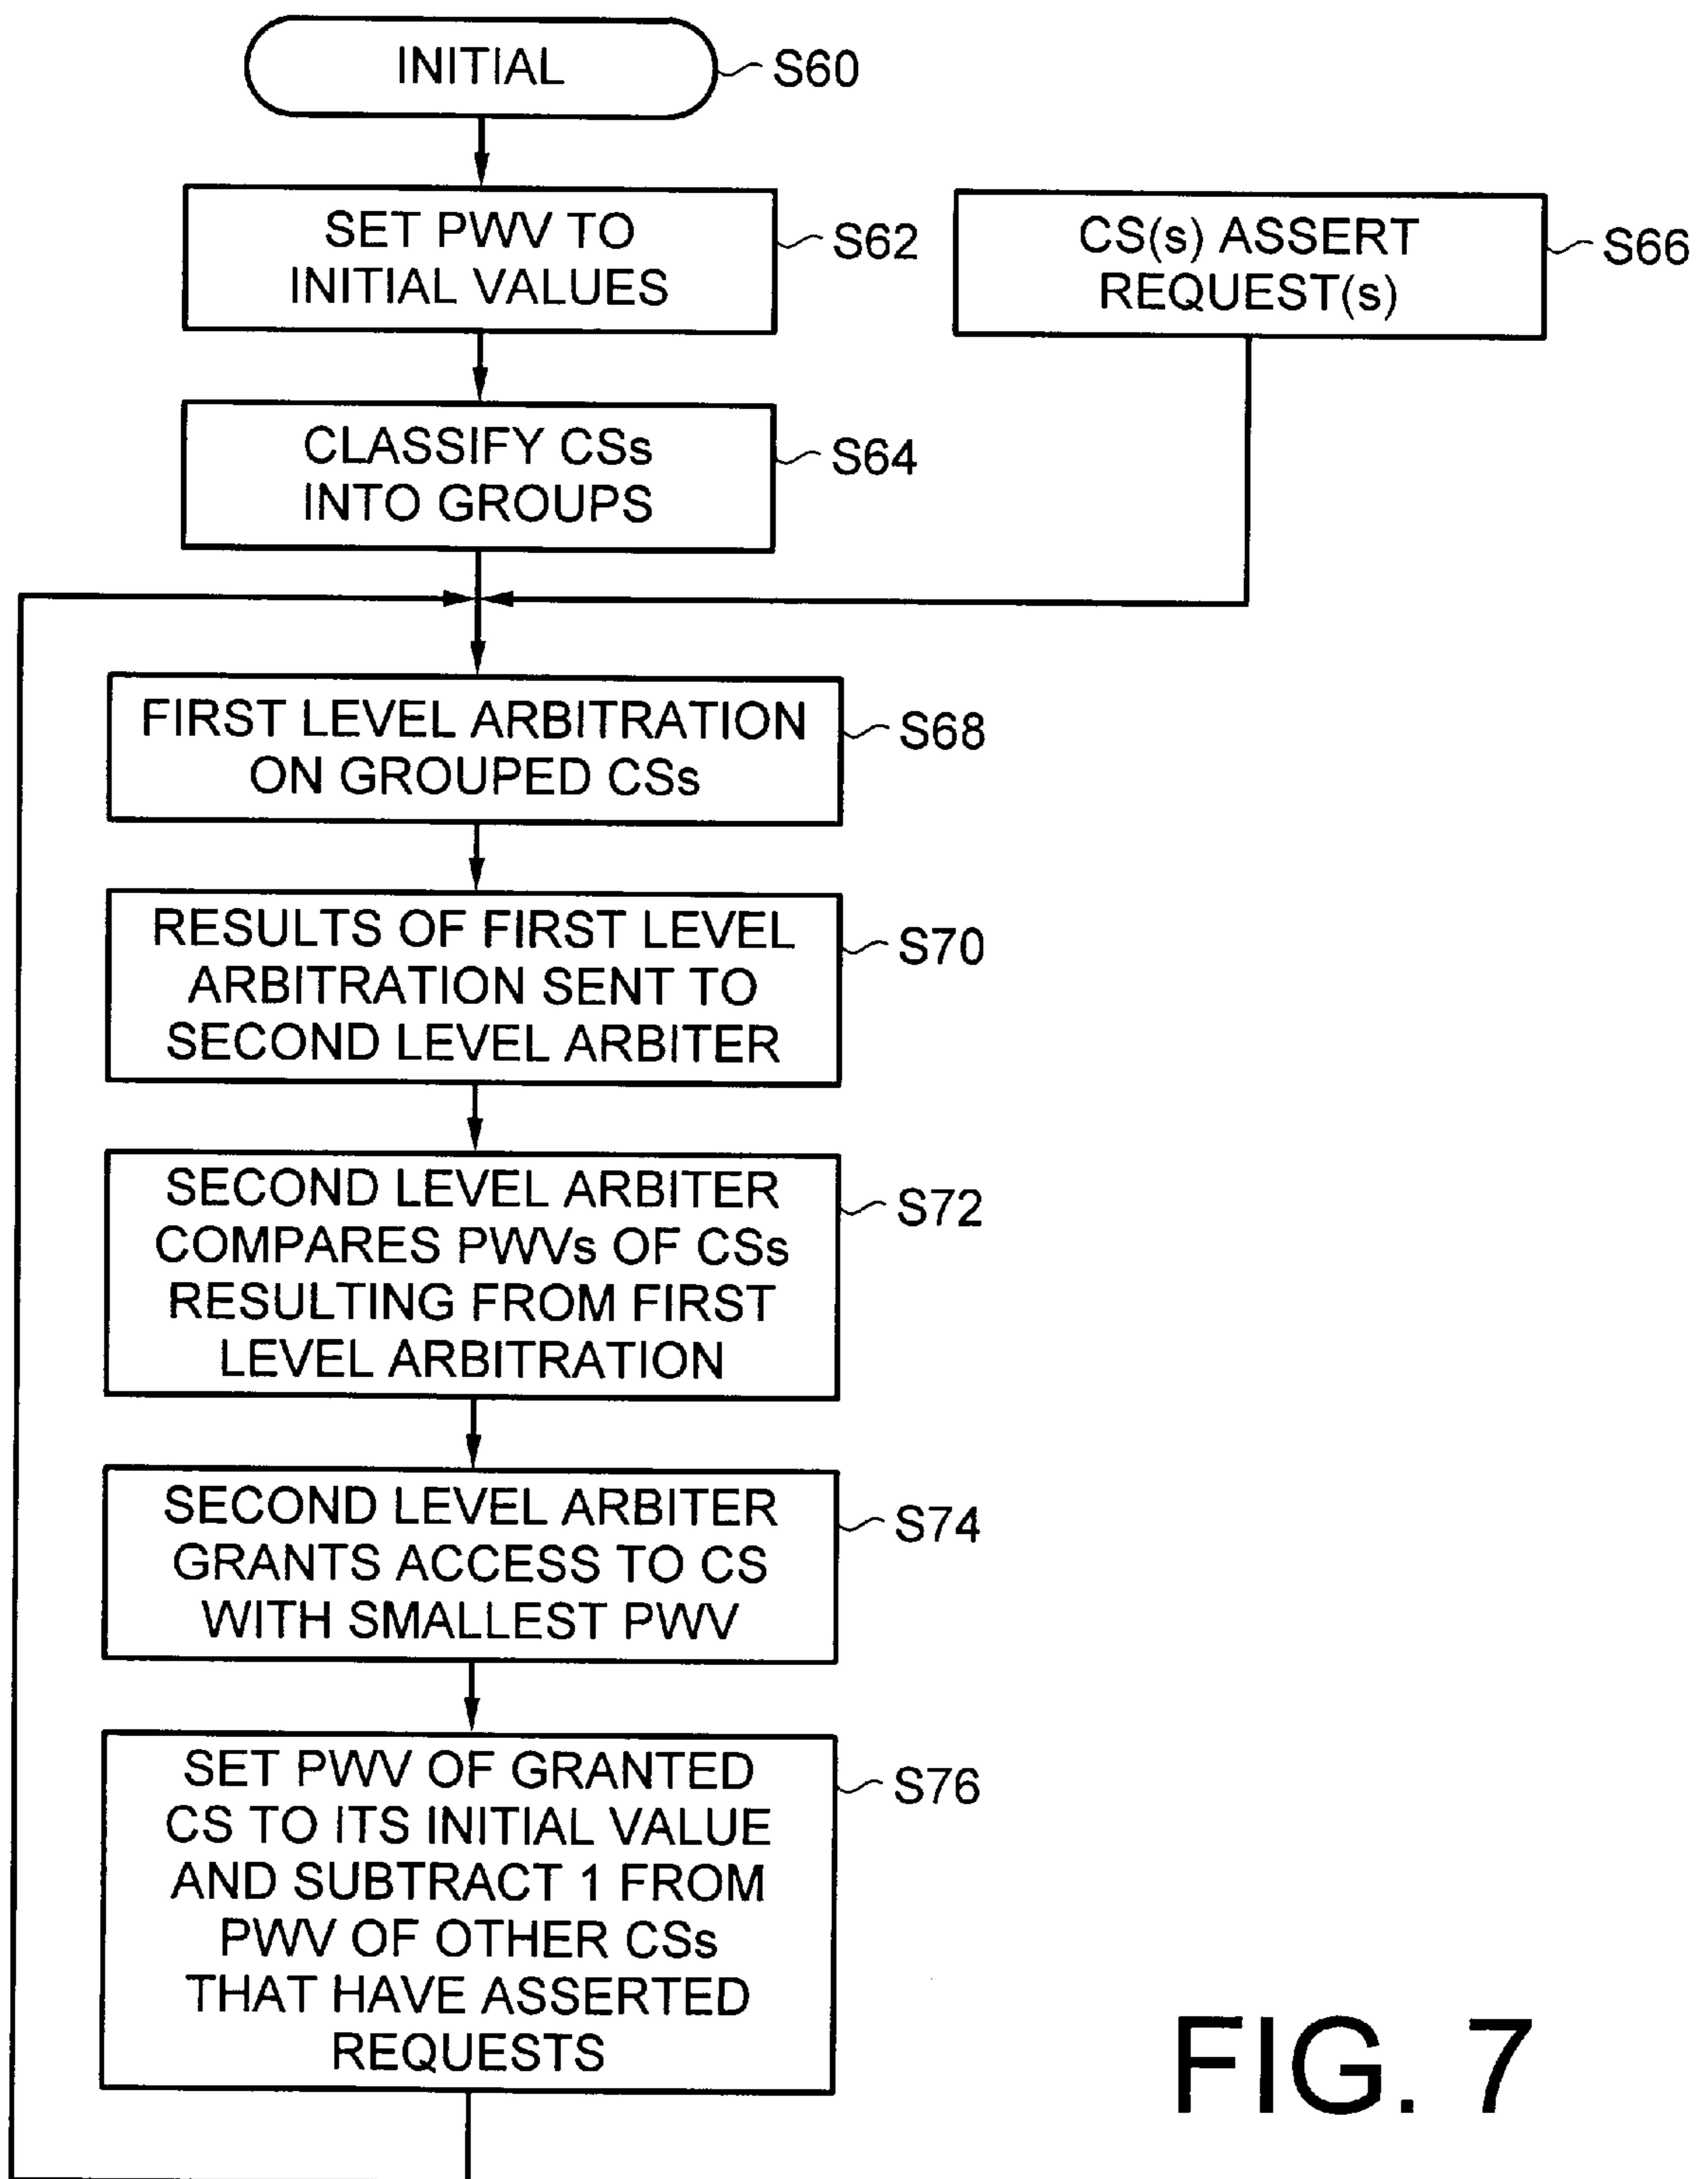 INITIAL
S60
SET PWV TO
INITIAL VALUES
S62
CS(s) ASSERT
REQUEST(s)
S66
CLASSIFY CSs
INTO GROUPS
S64
FIRST LEVEL ARBITRATION
ON GROUPED CSs
S68
RESULTS OF FIRST LEVEL
ARBITRATION SENT TO
SECOND LEVEL ARBITER
S70
SECOND LEVEL ARBITER
COMPARES PWVs OF CSs
RESULTING FROM FIRST
LEVEL ARBITRATION
S72
SECOND LEVEL ARBITER
GRANTS ACCESS TO CS
WITH SMALLEST PWV
S74
SET PWV OF GRANTED
CS TO ITS INITIAL VALUE
AND SUBTRACT 1 FROM
PWV OF OTHER CSs
THAT HAVE ASSERTED
REQUESTS
S76
FIG. 7